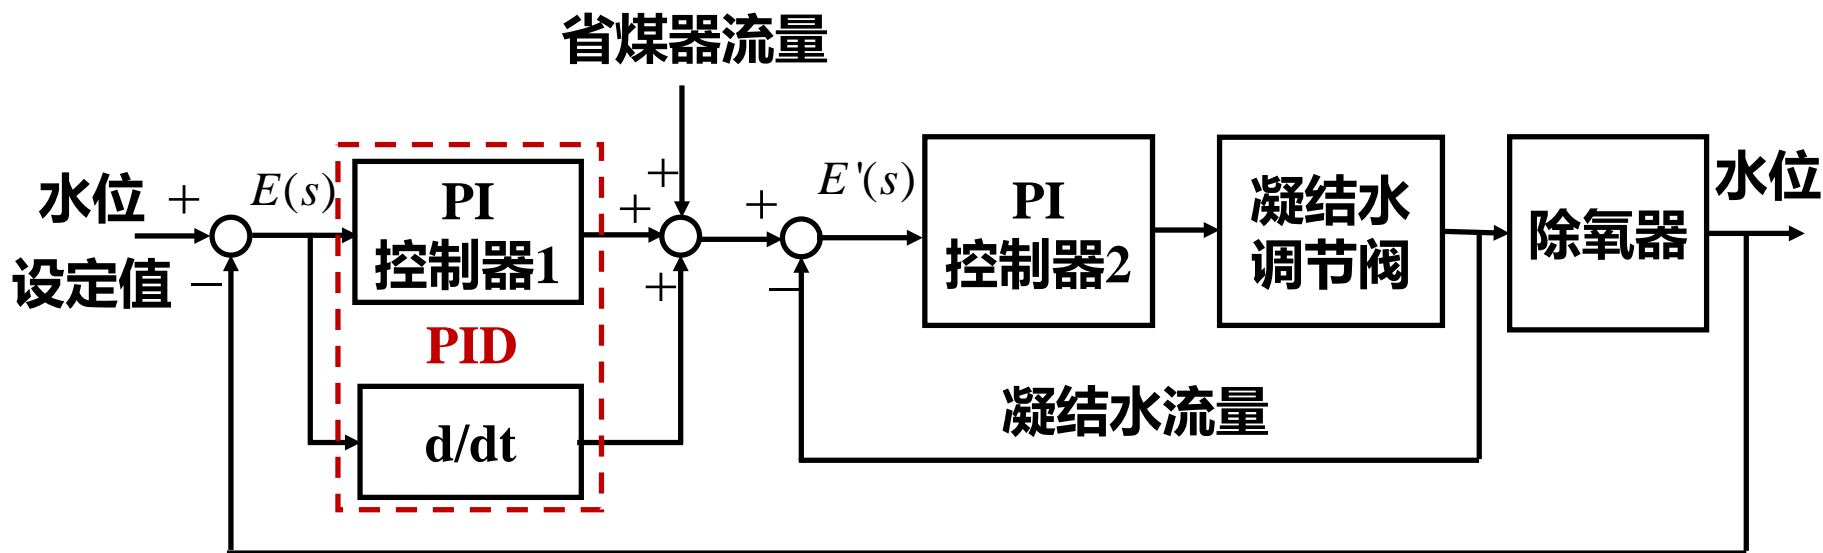 省煤器流量
水位
设定值
+
−
E(s)
PI
控制器1
PID
d/dt
+
+
+
+
−
E'(s)
PI
控制器2
凝结水
调节阀
除氧器
水位
凝结水流量